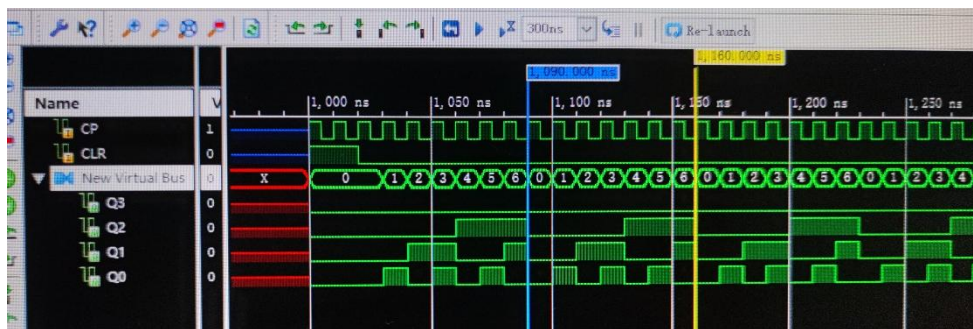 300ns Re-launch
1,160.000 ns
1,090.000 ns
Name V
1,000 ns 1,050 ns 1,100 ns 1,150 ns 1,200 ns 1,250 ns
CP 1
CLR 0
New Virtual Bus 0 X 0 1 2 3 4 5 6 0 1 2 3 4 5 6 0 1 2 3 4 5 6 0 1 2 3 4
Q3 0
Q2 0
Q1 0
Q0 0